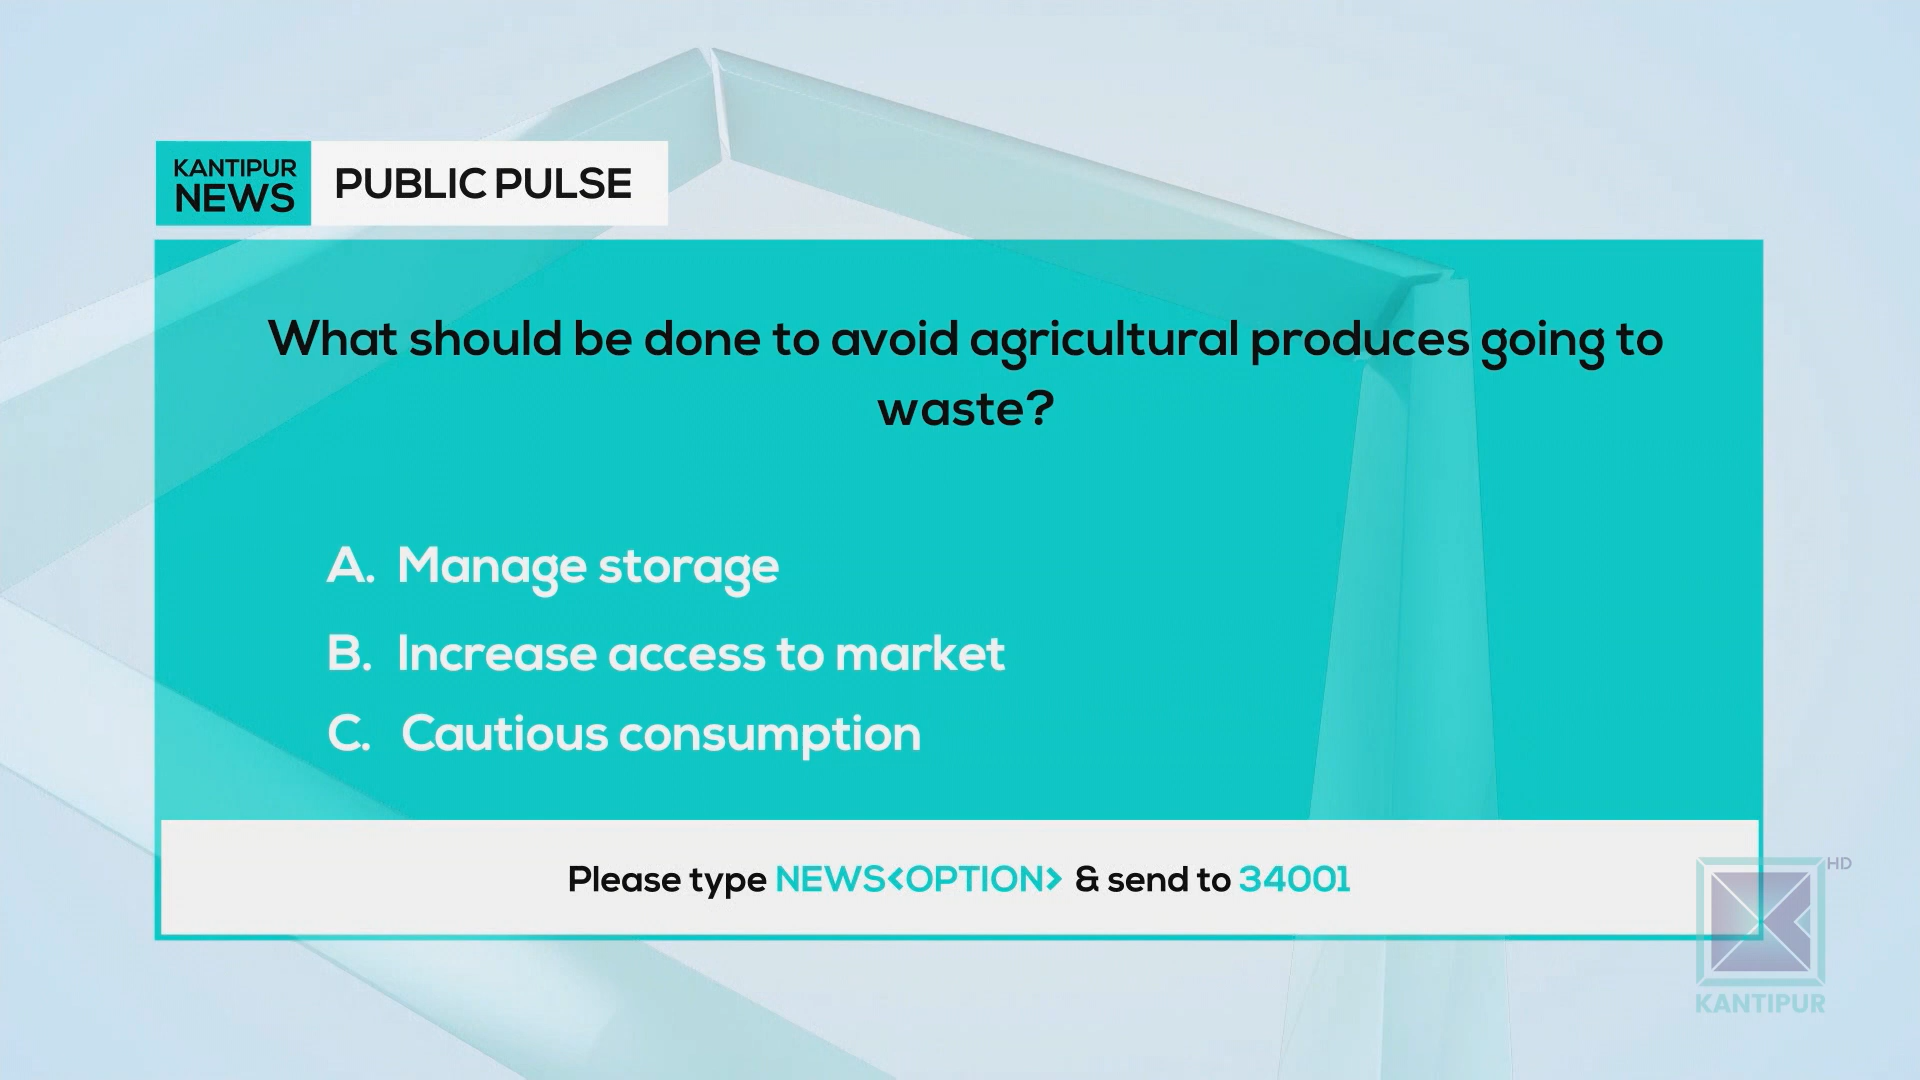 KANTIPUR
NEWS
PUBLIC PULSE
What should be done to avoid agricultural produces going to
waste?
A. Manage storage
B. Increase access to market
C. Cautious consumption
Please type NEWS<OPTION> & send to 34001
HD
KANTIPUR